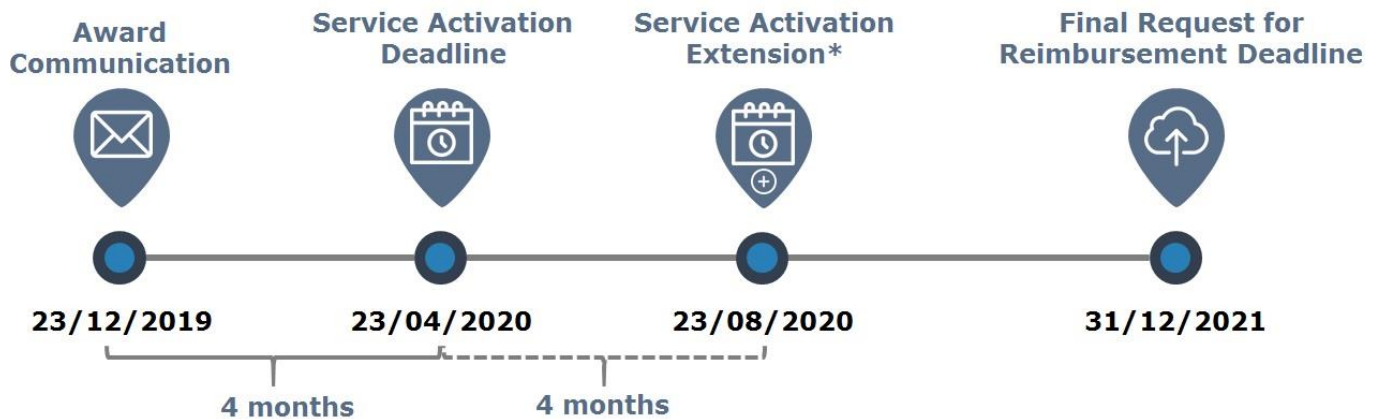 Award
Communication
Service Activation
Deadline
Service Activation
Extension*
Final Request for
Reimbursement Deadline
23/12/2019
23/04/2020
23/08/2020
31/12/2021
4 months
4 months